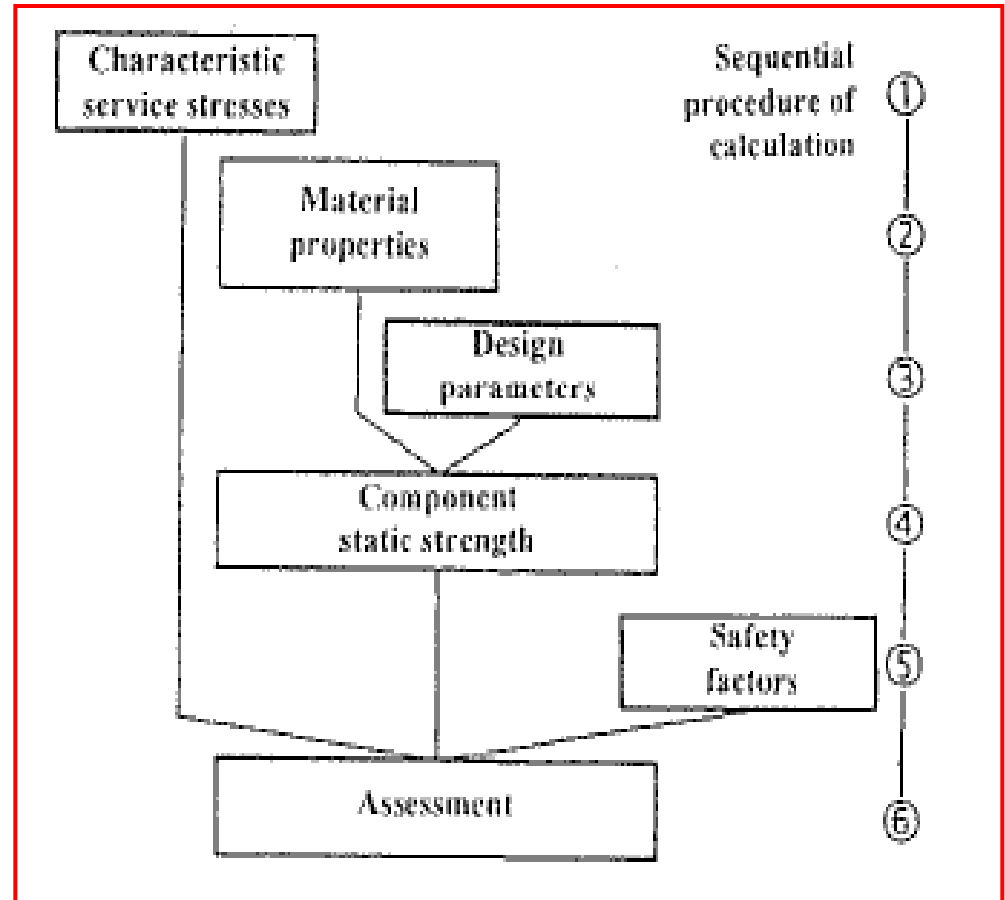 Characteristic
service stresses
Sequential
procedure of
calculation
①
Material
properties
②
Design
parameters
③
Component
static strength
④
Safety
factors
⑤
Assessment
⑥